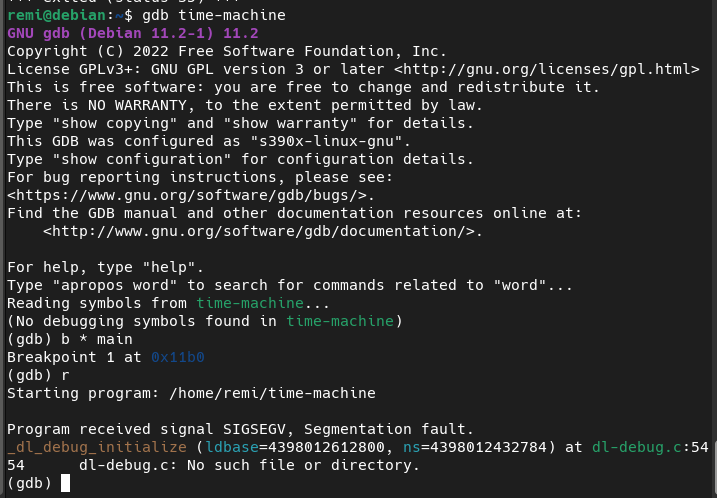 *** Exited (status 35) ***
remi@debian:~$ gdb time-machine
GNU gdb (Debian 11.2-1) 11.2
Copyright (C) 2022 Free Software Foundation, Inc.
License GPLv3+: GNU GPL version 3 or later <http://gnu.org/licenses/gpl.html>
This is free software: you are free to change and redistribute it.
There is NO WARRANTY, to the extent permitted by law.
Type "show copying" and "show warranty" for details.
This GDB was configured as "s390x-linux-gnu".
Type "show configuration" for configuration details.
For bug reporting instructions, please see:
<https://www.gnu.org/software/gdb/bugs/>.
Find the GDB manual and other documentation resources online at:
    <http://www.gnu.org/software/gdb/documentation/>.

For help, type "help".
Type "apropos word" to search for commands related to "word"...
Reading symbols from time-machine...
(No debugging symbols found in time-machine)
(gdb) b * main
Breakpoint 1 at 0x11b0
(gdb) r
Starting program: /home/remi/time-machine

Program received signal SIGSEGV, Segmentation fault.
_dl_debug_initialize (ldbase=4398012612800, ns=4398012432784) at dl-debug.c:54
54      dl-debug.c: No such file or directory.
(gdb)